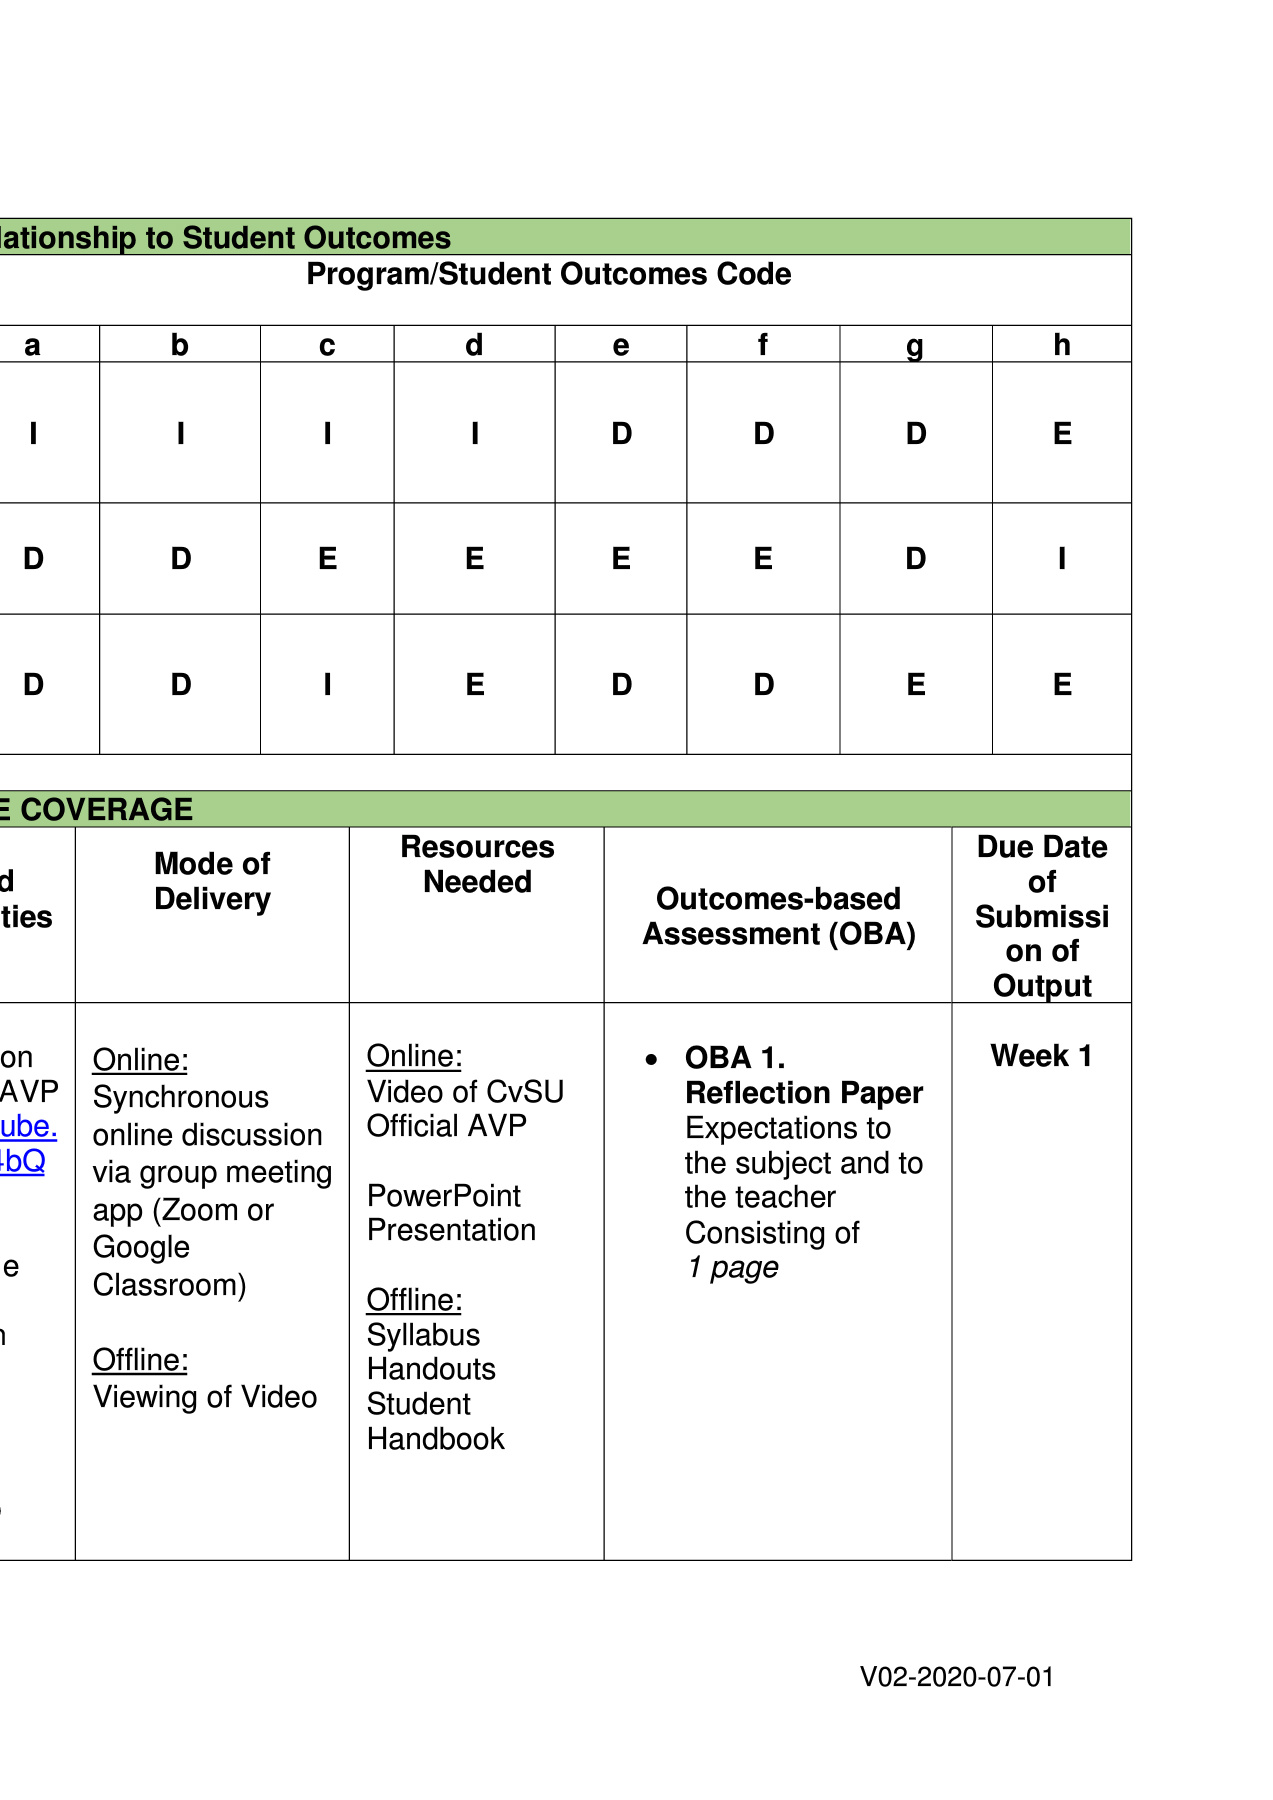 lationship to Student Outcomes
Program/Student Outcomes Code
a b c d e f g h
I I I I D D D E
D D E E E E D I
D D I E D D E E
E COVERAGE
d
ties
Mode of
Delivery
Resources
Needed
Outcomes-based
Assessment (OBA)
Due Date
of
Submissi
on of
Output
on
AVP
ube.
4bQ
e
n
Online:
Synchronous
online discussion
via group meeting
app (Zoom or
Google
Classroom)
Offline:
Viewing of Video
Online:
Video of CvSU
Official AVP
PowerPoint
Presentation
Offline:
Syllabus
Handouts
Student
Handbook
• OBA 1.
Reflection Paper
Expectations to
the subject and to
the teacher
Consisting of
1 page
Week 1
V02-2020-07-01